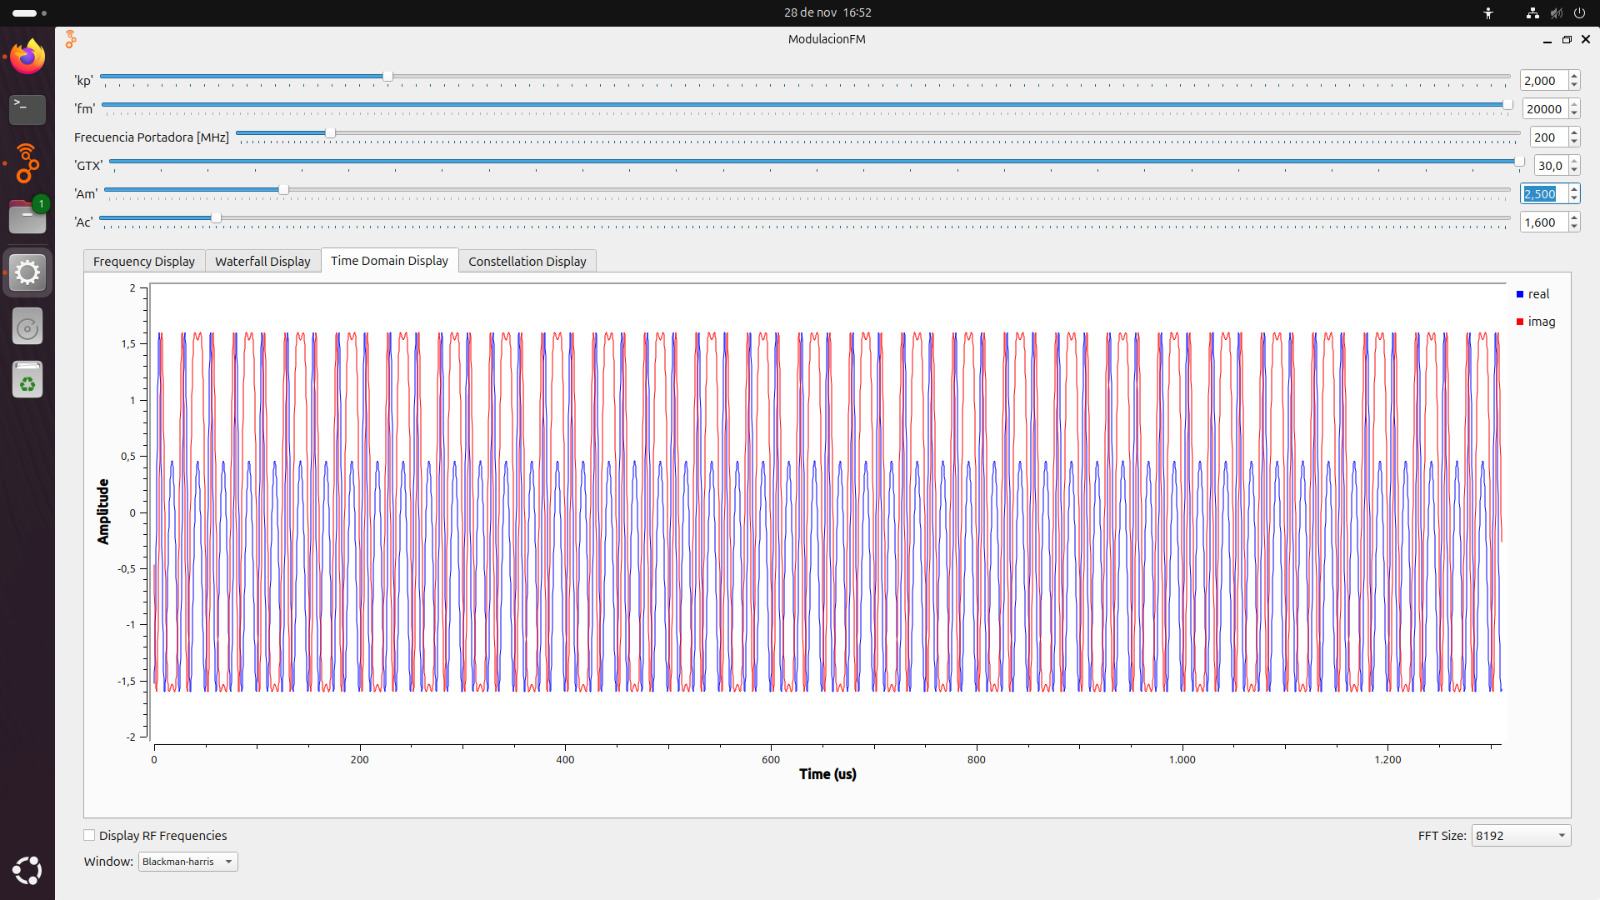 28 de nov 16:52
ModulacionFM
'kp' 2,000
'fm' 20000
Frecuencia Portadora [MHz] 200
'GTX' 30,0
'Am' 2,500
'Ac' 1,600
Frequency Display Waterfall Display Time Domain Display Constellation Display
real
imag
2
1,5
1
0,5
0
-0,5
-1
-1,5
-2
Amplitude
0 200 400 600 800 1.000 1.200
Time (us)
Display RF Frequencies
FFT Size: 8192
Window: Blackman-harris
1
>_